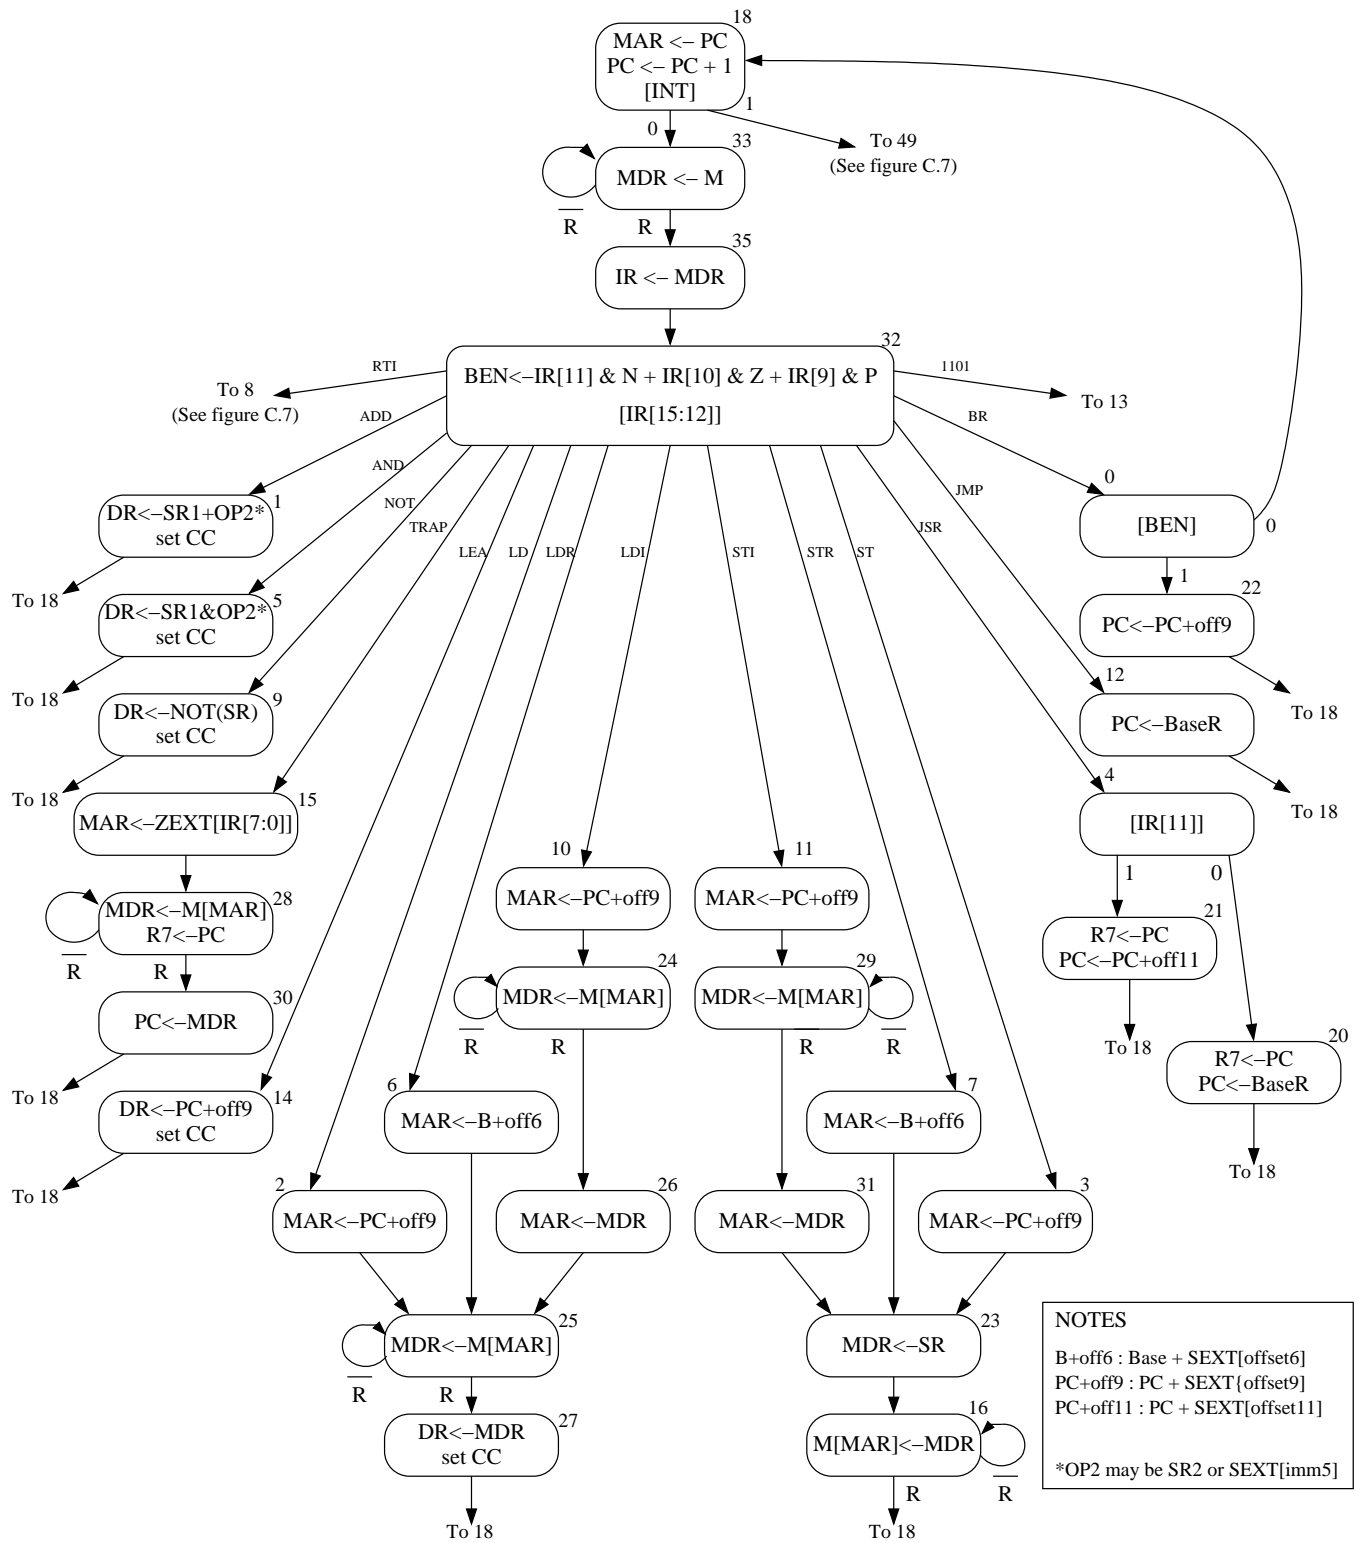 18
MAR <– PC
PC <– PC + 1
[INT]
0
1
To 49
(See figure C.7)
33
MDR <– M
R
R
35
IR <– MDR
32
BEN<–IR[11] & N + IR[10] & Z + IR[9] & P
[IR[15:12]]
RTI
To 8
(See figure C.7)
1101
To 13
ADD
AND
NOT
TRAP
LEA
LD
LDR
LDI
STI
STR
ST
JSR
JMP
BR
1
DR<–SR1+OP2*
set CC
To 18
5
DR<–SR1&OP2*
set CC
To 18
9
DR<–NOT(SR)
set CC
To 18
15
MAR<–ZEXT[IR[7:0]]
28
MDR<–M[MAR]
R7<–PC
R
R
30
PC<–MDR
To 18
14
DR<–PC+off9
set CC
To 18
2
MAR<–PC+off9
6
MAR<–B+off6
10
MAR<–PC+off9
24
MDR<–M[MAR]
R
R
26
MAR<–MDR
25
MDR<–M[MAR]
R
R
27
DR<–MDR
set CC
To 18
11
MAR<–PC+off9
29
MDR<–M[MAR]
R
R
31
MAR<–MDR
7
MAR<–B+off6
3
MAR<–PC+off9
23
MDR<–SR
16
M[MAR]<–MDR
R
R
To 18
0
[BEN]
0
1
22
PC<–PC+off9
To 18
12
PC<–BaseR
To 18
4
[IR[11]]
1
0
21
R7<–PC
PC<–PC+off11
To 18
20
R7<–PC
PC<–BaseR
To 18
NOTES
B+off6 : Base + SEXT[offset6]
PC+off9 : PC + SEXT{offset9]
PC+off11 : PC + SEXT[offset11]
*OP2 may be SR2 or SEXT[imm5]